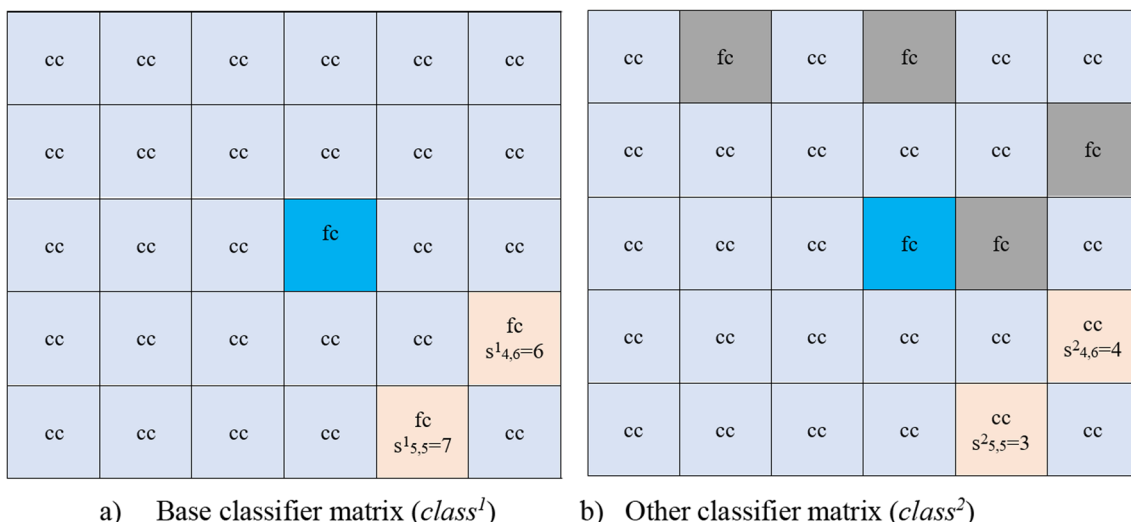 cc cc cc cc cc cc
cc cc cc cc cc cc
cc cc cc fc cc cc
cc cc cc cc cc fc
s¹4,6=6
cc cc cc cc fc cc
s¹5,5=7
a) Base classifier matrix (class¹)
cc fc cc fc cc cc
cc cc cc cc cc fc
cc cc cc fc fc cc
cc cc cc cc cc cc
s²4,6=4
cc cc cc cc cc cc
s²5,5=3
b) Other classifier matrix (class²)